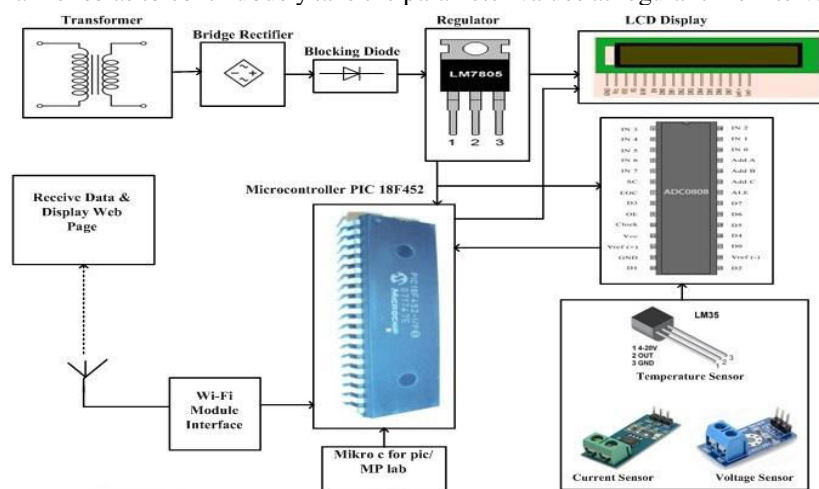 Transformer
Bridge Rectifier
Blocking Diode
Regulator
LM7805
1 2 3
LCD Display
Receive Data &
Display Web
Page
Microcontroller PIC 18F452
MICROCHIP
IN 3
IN 4
IN 5
IN 6
IN 7
SC
EOC
D3
OE
Clock
Vcc
Vref (+)
GND
D1
ADC0808
IN 2
IN 1
IN 0
Add A
Add B
Add C
ALE
D7
D6
D5
D4
D0
Vref (-)
D2
LM35
1 4-20V
2 OUT
3 GND
1 2 3
Temperature Sensor
Current Sensor
Voltage Sensor
Wi-Fi
Module
Interface
Mikro c for pic/
MP lab